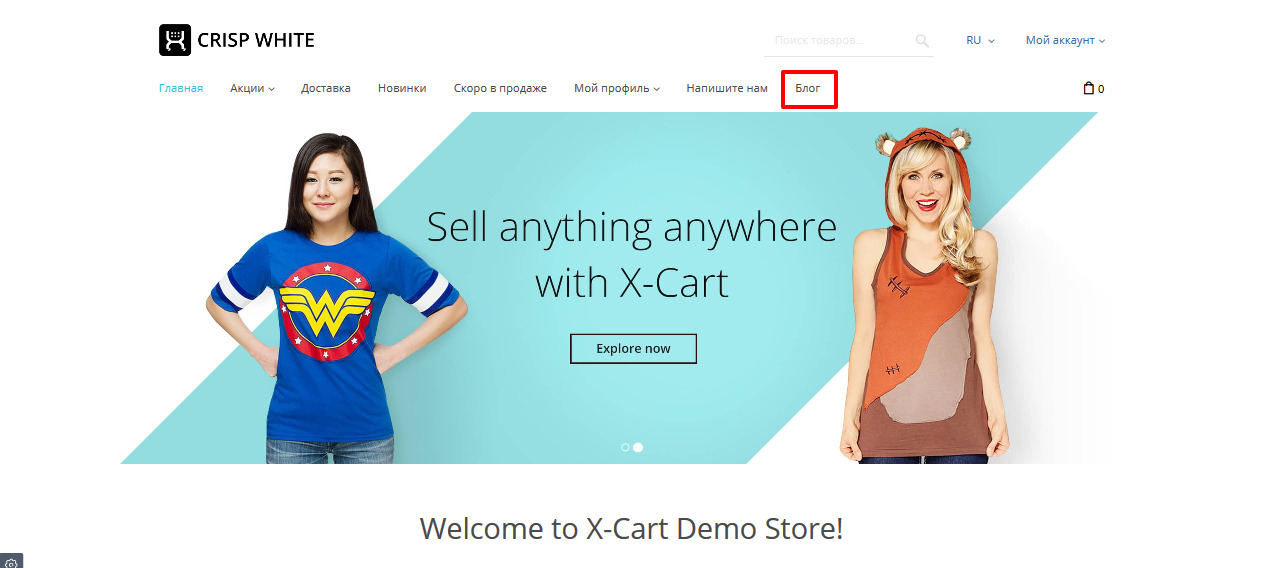 CRISP WHITE
Поиск товаров...
RU
Мой аккаунт
Главная
Акции
Доставка
Новинки
Скоро в продаже
Мой профиль
Напишите нам
Блог
0
Sell anything anywhere
with X-Cart
Explore now
W
Welcome to X-Cart Demo Store!